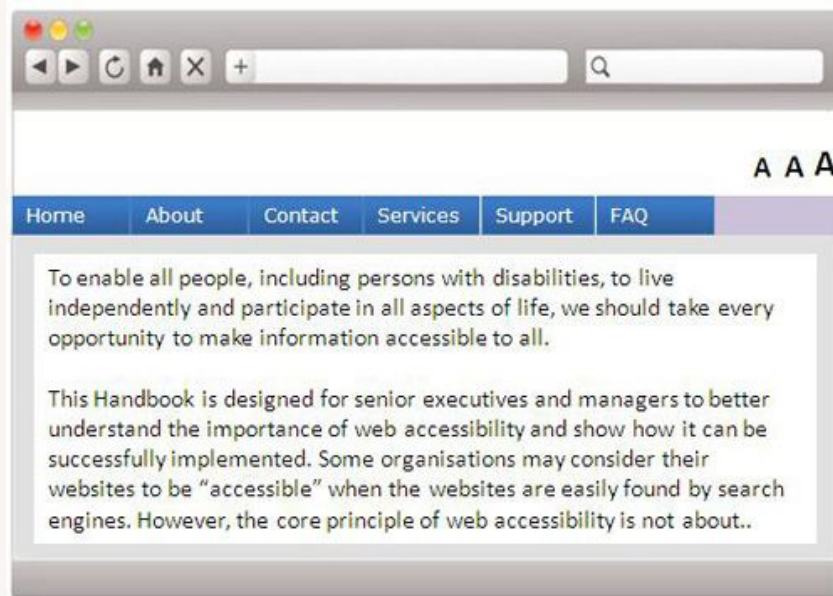 A A A
Home About Contact Services Support FAQ
To enable all people, including persons with disabilities, to live
independently and participate in all aspects of life, we should take every
opportunity to make information accessible to all.
This Handbook is designed for senior executives and managers to better
understand the importance of web accessibility and show how it can be
successfully implemented. Some organisations may consider their
websites to be “accessible” when the websites are easily found by search
engines. However, the core principle of web accessibility is not about..